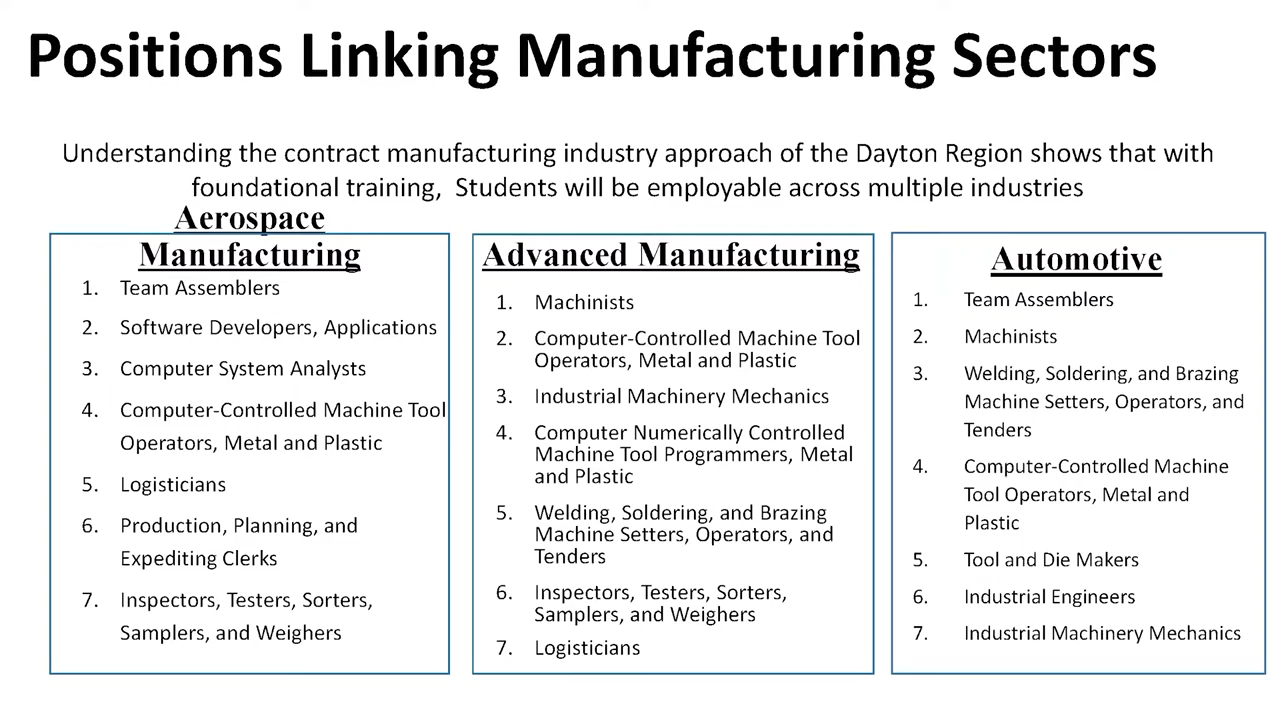 Positions Linking Manufacturing Sectors
Understanding the contract manufacturing industry approach of the Dayton Region shows that with
foundational training, Students will be employable across multiple industries
Aerospace
Manufacturing
1. Team Assemblers
2. Software Developers, Applications
3. Computer System Analysts
4. Computer-Controlled Machine Tool
Operators, Metal and Plastic
5. Logisticians
6. Production, Planning, and
Expediting Clerks
7. Inspectors, Testers, Sorters,
Samplers, and Weighers
Advanced Manufacturing
1. Machinists
2. Computer-Controlled Machine Tool
Operators, Metal and Plastic
3. Industrial Machinery Mechanics
4. Computer Numerically Controlled
Machine Tool Programmers, Metal
and Plastic
5. Welding, Soldering, and Brazing
Machine Setters, Operators, and
Tenders
6. Inspectors, Testers, Sorters,
Samplers, and Weighers
7. Logisticians
Automotive
1. Team Assemblers
2. Machinists
3. Welding, Soldering, and Brazing
Machine Setters, Operators, and
Tenders
4. Computer-Controlled Machine
Tool Operators, Metal and
Plastic
5. Tool and Die Makers
6. Industrial Engineers
7. Industrial Machinery Mechanics